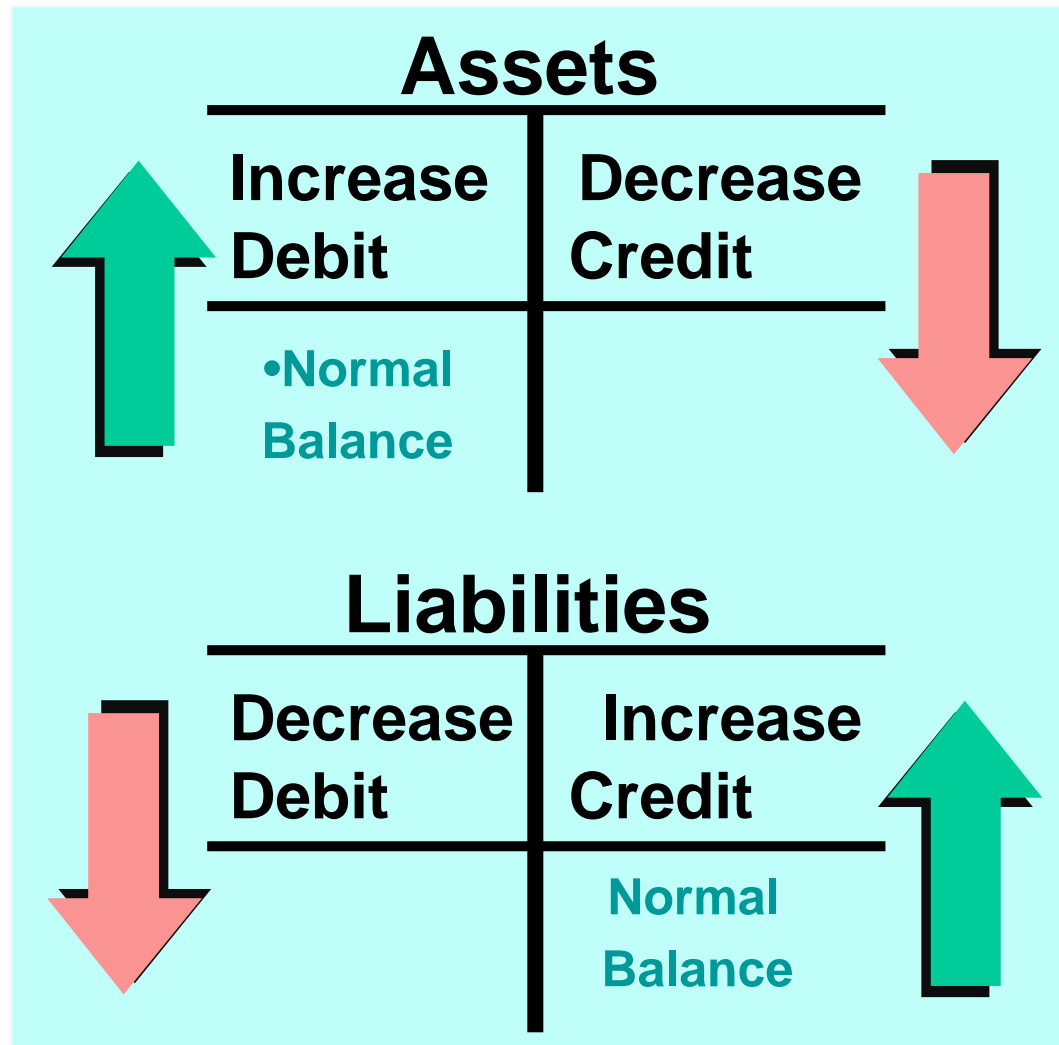 Assets
Increase Decrease
Debit Credit
•Normal
Balance
Liabilities
Decrease Increase
Debit Credit
Normal
Balance